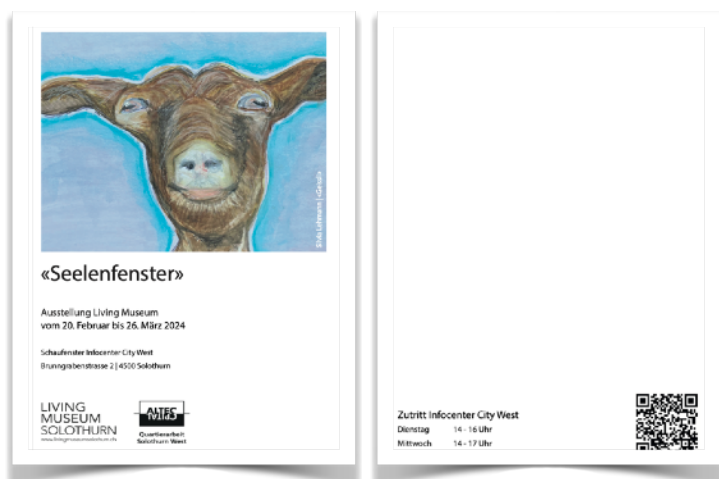 «Seelenfenster»
Ausstellung Living Museum
vom 20. Februar bis 26. März 2024
Schaufenster Infocenter City West
Brunngrabenstrasse 2 | 4500 Solothurn
LIVING
MUSEUM
SOLOTHURN
www.livingmuseumsolothurn.ch
ALTES
SPITAL
Quartierarbeit
Solothurn West
Zutritt Infocenter City West
Dienstag 14 - 16 Uhr
Mittwoch 14 - 17 Uhr